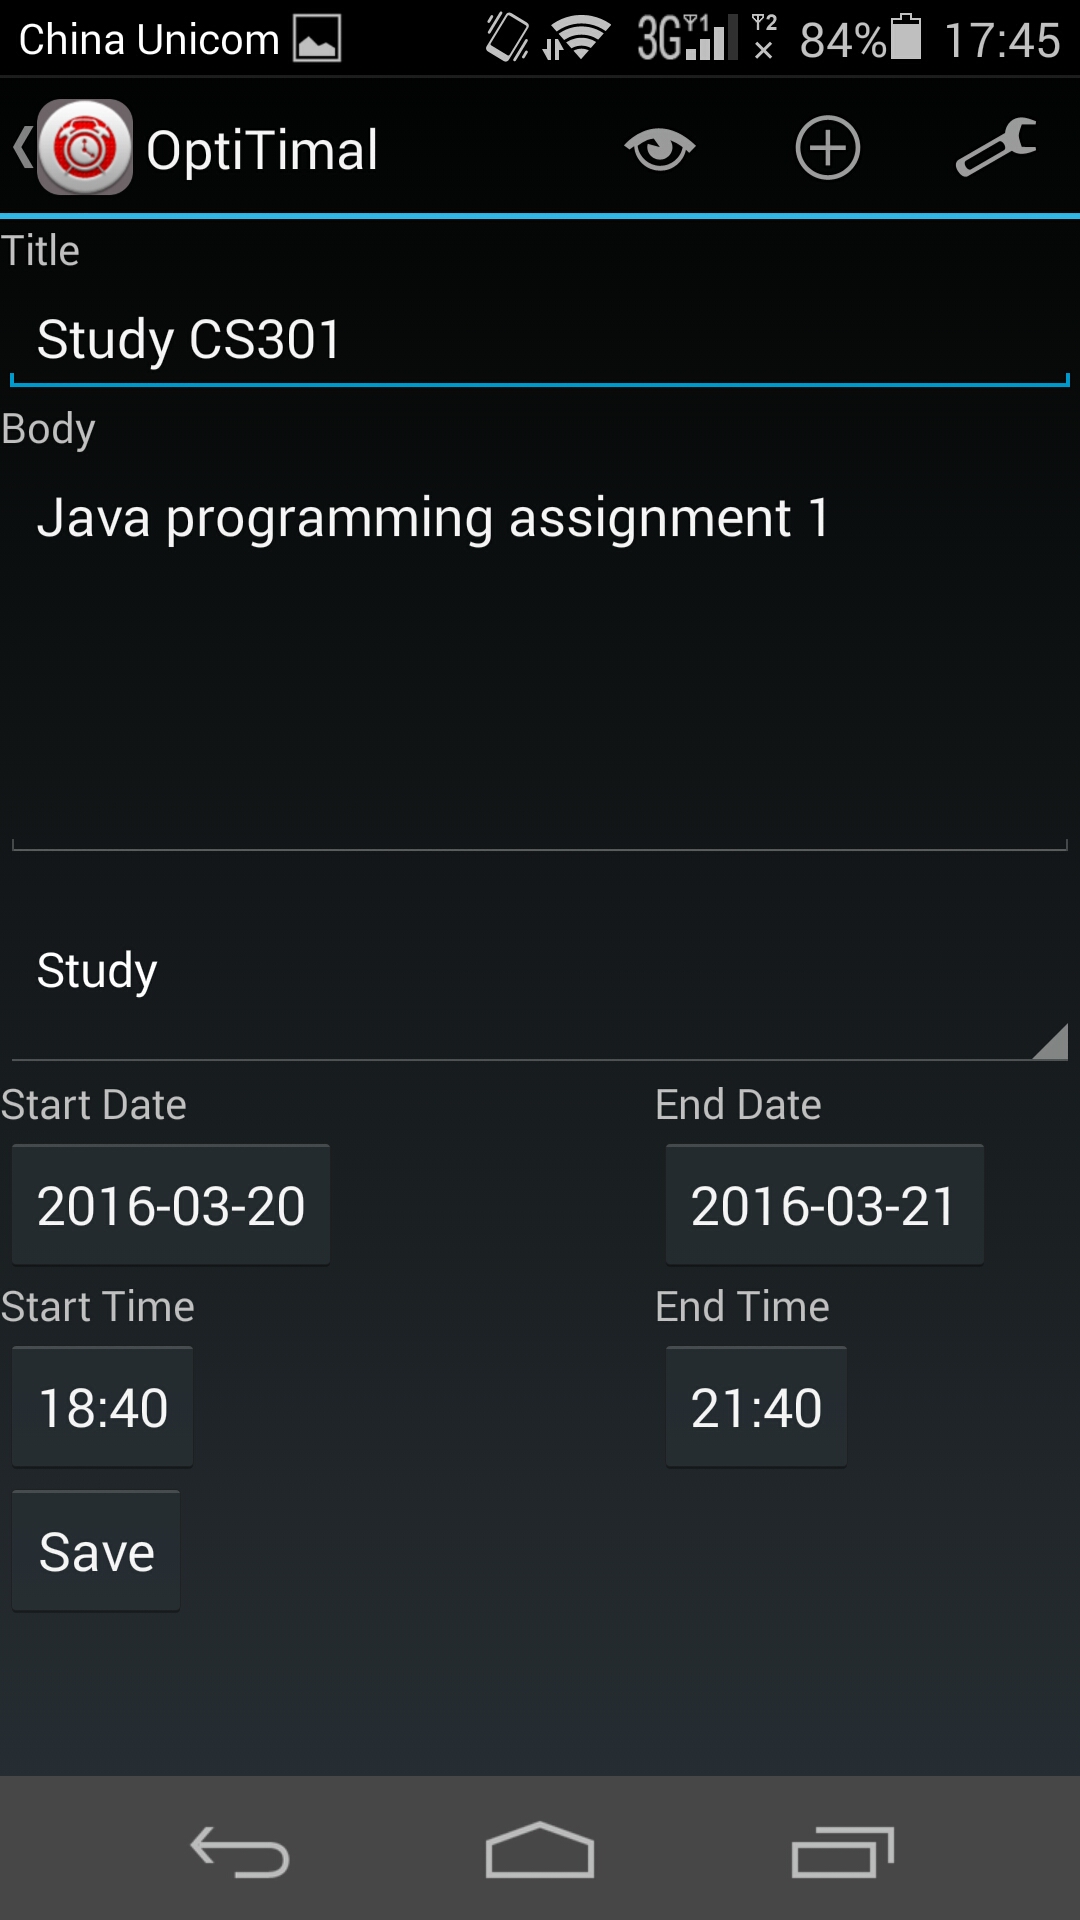 China Unicom 3G 1 2 × 84% 17:45
OptiTimal
Title
Study CS301
Body
Java programming assignment 1
Study
Start Date End Date
2016-03-20 2016-03-21
Start Time End Time
18:40 21:40
Save